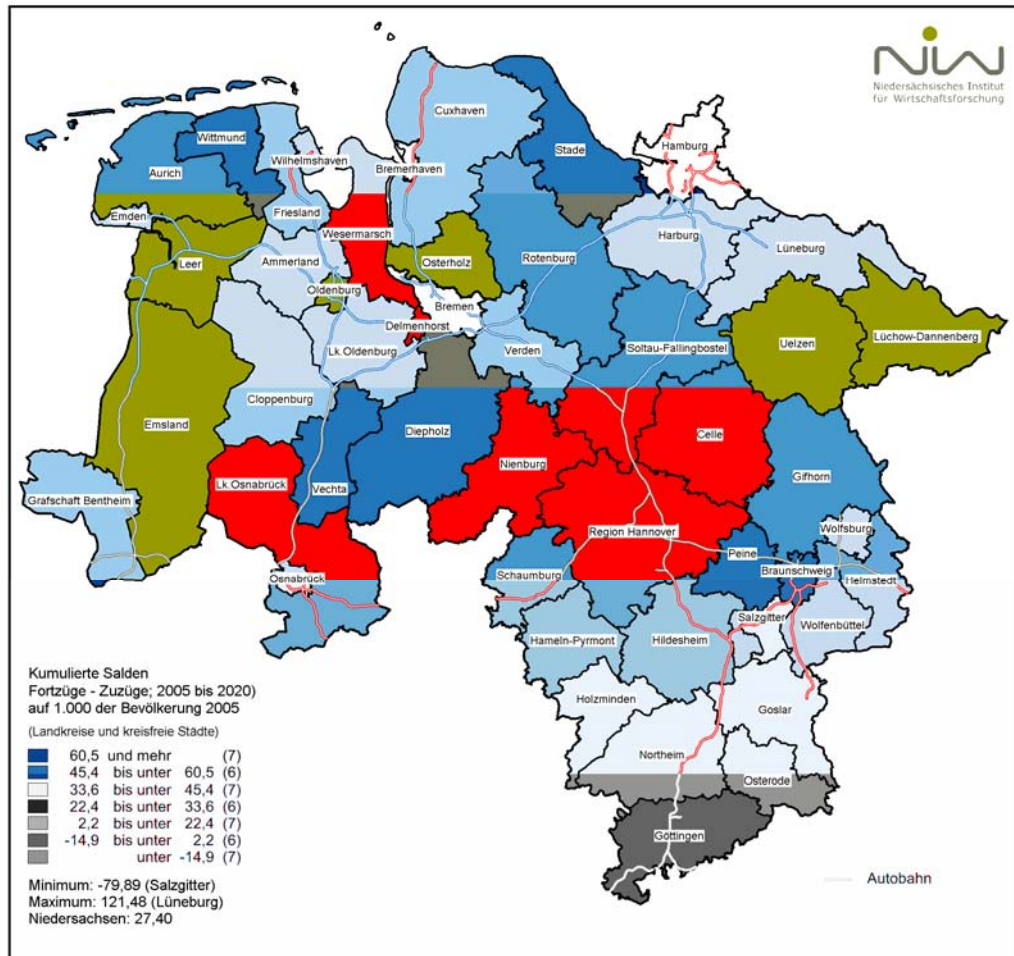 NIW
Niedersächsisches Institut
für Wirtschaftsforschung
Cuxhaven
Wittmund
Stade
Hamburg
Wilhelmshaven
Bremerhaven
Aurich
Emden
Friesland
Wesermarsch
Harburg
Lüneburg
Leer
Ammerland
Osterholz
Rotenburg
Oldenburg
Bremen
Delmenhorst
Lk.Oldenburg
Verden
Soltau-Fallingbostel
Uelzen
Lüchow-Dannenberg
Cloppenburg
Emsland
Diepholz
Celle
Nienburg
Gifhorn
Lk.Osnabrück
Vechta
Grafschaft Bentheim
Region Hannover
Wolfsburg
Peine
Schaumburg
Braunschweig
Helmstedt
Osnabrück
Salzgitter
Wolfenbüttel
Hameln-Pyrmont
Hildesheim
Holzminden
Goslar
Northeim
Osterode
Göttingen
Kumulierte Salden
Fortzüge - Zuzüge; 2005 bis 2020)
auf 1.000 der Bevölkerung 2005
(Landkreise und kreisfreie Städte)
60,5 und mehr (7)
45,4 bis unter 60,5 (6)
33,6 bis unter 45,4 (7)
22,4 bis unter 33,6 (6)
2,2 bis unter 22,4 (7)
-14,9 bis unter 2,2 (6)
unter -14,9 (7)
Minimum: -79,89 (Salzgitter)
Maximum: 121,48 (Lüneburg)
Niedersachsen: 27,40
Autobahn